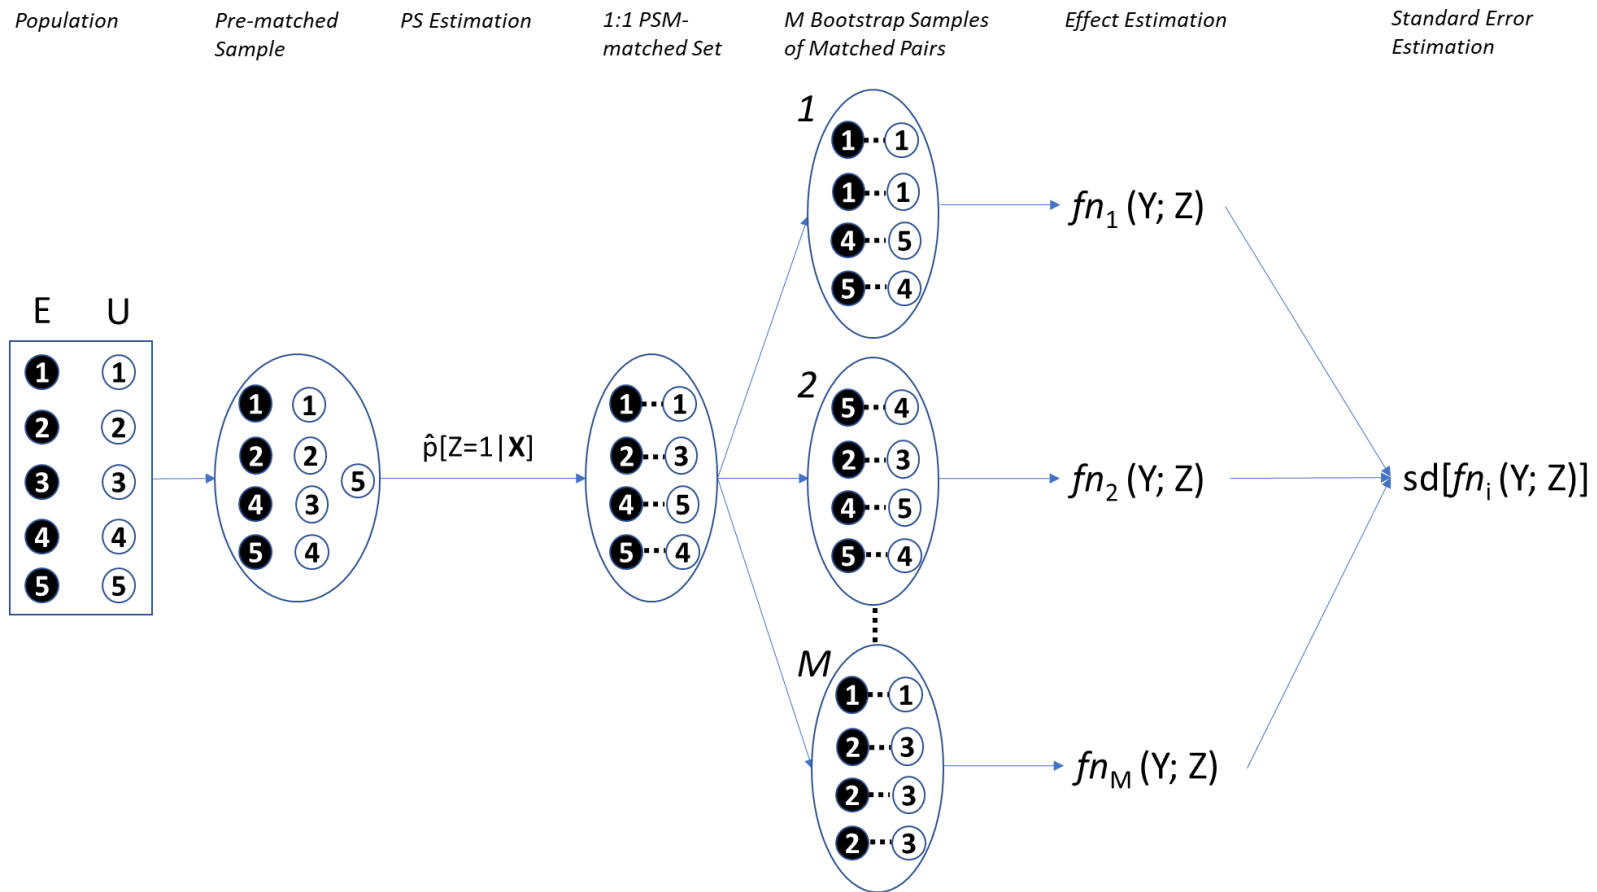 Population
Pre-matched
Sample
PS Estimation
1:1 PSM-
matched Set
M Bootstrap Samples
of Matched Pairs
Effect Estimation
Standard Error
Estimation
E U
1 1
2 2
3 3
4 4
5 5
1 1
2 2
5
4 3
5 4
p̂[Z=1|X]
1 1
2 3
4 5
5 4
1
1 1
1 1
4 5
5 4
2
5 4
2 3
4 5
5 4
M
1 1
2 3
2 3
2 3
fn1 (Y; Z)
fn2 (Y; Z)
fnM (Y; Z)
sd[fni (Y; Z)]